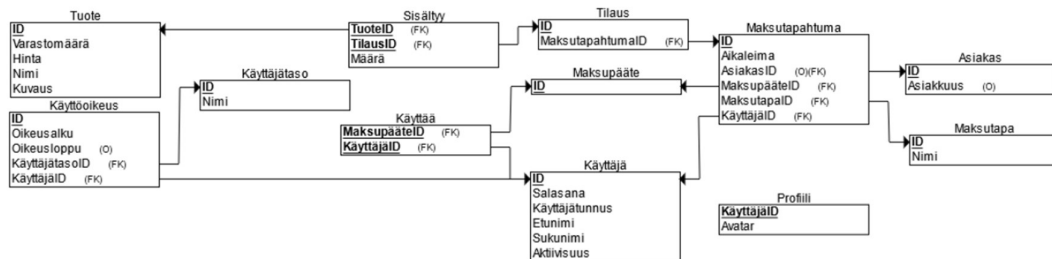 Tuote
ID
Varastomäärä
Hinta
Nimi
Kuvaus
Sisältyy
TuoteID (FK)
TilausID (FK)
Määrä
Tilaus
ID
MaksutapahtumaID (FK)
Maksutapahtuma
ID
Aikaleima
AsiakasID (O)(FK)
MaksupääteID (FK)
MaksutapaID (FK)
KäyttäjäID (FK)
Asiakas
ID
Asiakkuus (O)
Käyttäjätaso
ID
Nimi
Maksupääte
ID
Käyttöoikeus
ID
Oikeusalku
Oikeusloppu (O)
KäyttäjätasoID (FK)
KäyttäjäID (FK)
Käyttää
MaksupääteID (FK)
KäyttäjäID (FK)
Maksutapa
ID
Nimi
Käyttäjä
ID
Salasana
Käyttäjätunnus
Etunimi
Sukunimi
Aktiivisuus
Profiili
KäyttäjäID
Avatar